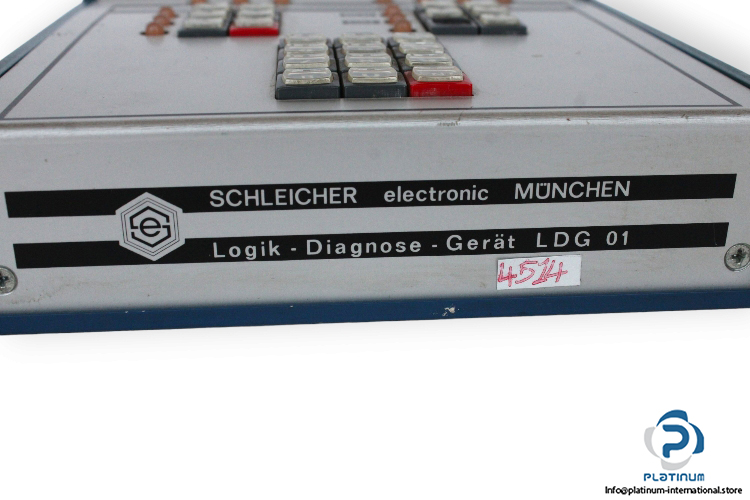 SCHLEICHER electronic MÜNCHEN
Logik - Diagnose - Gerät LDG 01
4514
PLATINUM
Info@platinum-international.store